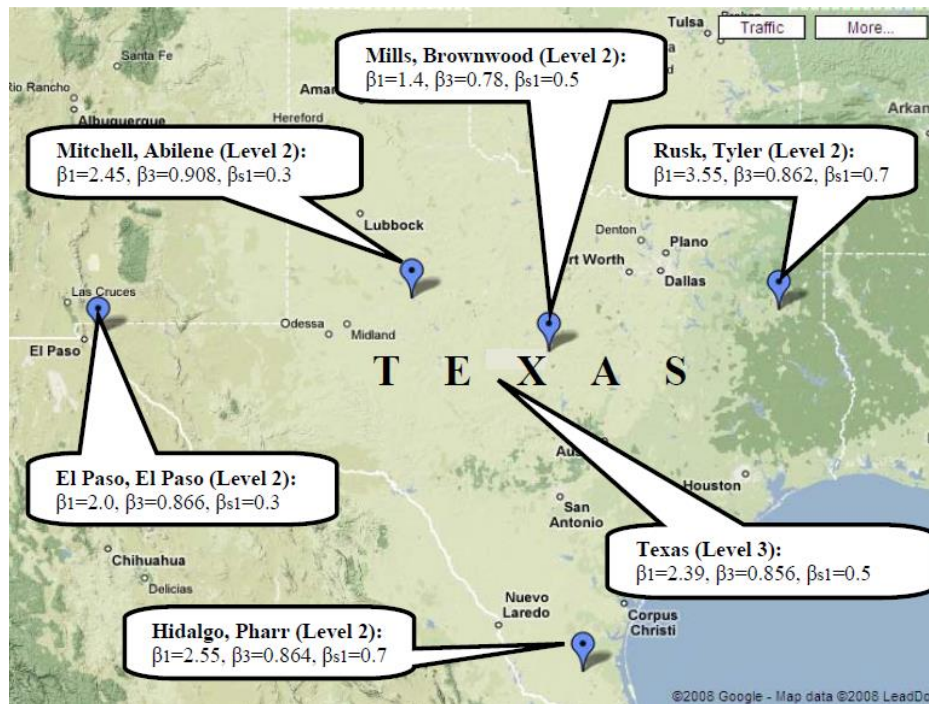 Tulsa
Traffic
More...
Santa Fe
Rio Rancho
Albuquerque
Mills, Brownwood (Level 2):
β1=1.4, β3=0.78, βs1=0.5
Hereford
Mitchell, Abilene (Level 2):
β1=2.45, β3=0.908, βs1=0.3
Rusk, Tyler (Level 2):
β1=3.55, β3=0.862, βs1=0.7
Lubbock
Denton
Plano
Dallas
Las Cruces
El Paso
Odessa
Midland
T E X A S
El Paso, El Paso (Level 2):
β1=2.0, β3=0.866, βs1=0.3
Houston
San
Antonio
Texas (Level 3):
β1=2.39, β3=0.856, βs1=0.5
Chihuahua
Delicias
Nuevo
Laredo
Corpus
Christi
Hidalgo, Pharr (Level 2):
β1=2.55, β3=0.864, βs1=0.7
©2008 Google - Map data ©2008 LeadDo